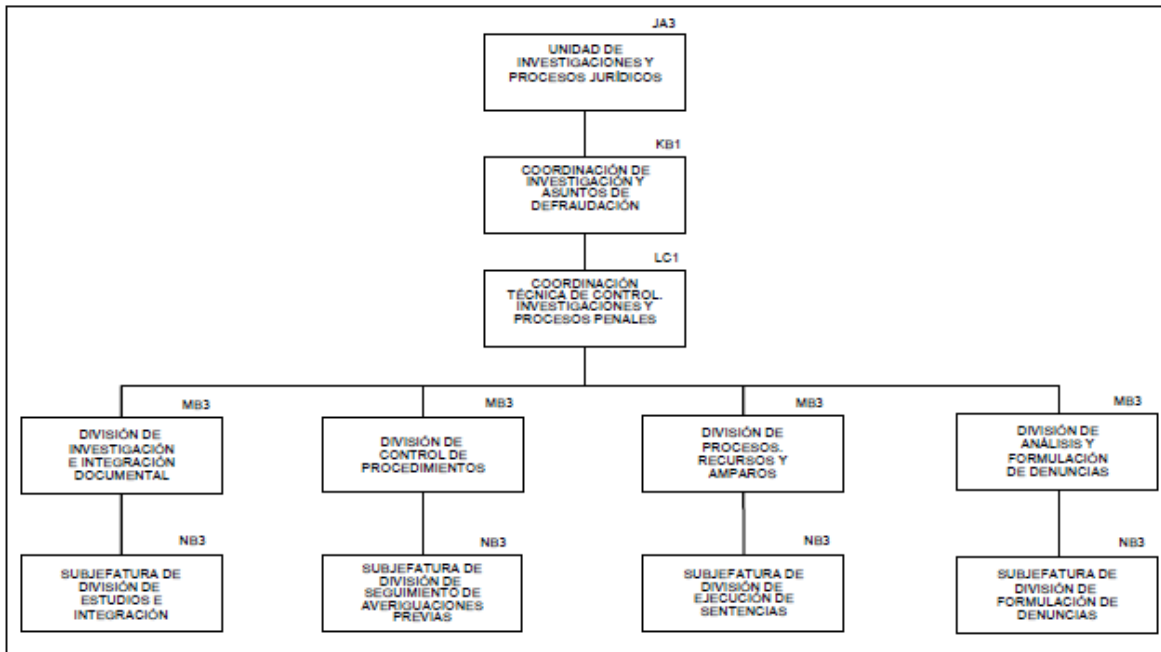 JA3
UNIDAD DE
INVESTIGACIONES Y
PROCESOS JURÍDICOS
KB1
COORDINACIÓN DE
INVESTIGACIÓN Y
ASUNTOS DE
DEFRAUDACIÓN
LC1
COORDINACIÓN
TÉCNICA DE CONTROL.
INVESTIGACIONES Y
PROCESOS PENALES
MB3
DIVISIÓN DE
INVESTIGACIÓN
E INTEGRACIÓN
DOCUMENTAL
MB3
DIVISIÓN DE
CONTROL DE
PROCEDIMIENTOS
MB3
DIVISIÓN DE
PROCESOS.
RECURSOS Y
AMPAROS
MB3
DIVISIÓN DE
ANÁLISIS Y
FORMULACIÓN
DE DENUNCIAS
NB3
SUBJEFATURA DE
DIVISIÓN DE
ESTUDIOS E
INTEGRACIÓN
NB3
SUBJEFATURA DE
DIVISIÓN DE
SEGUIMIENTO DE
AVERIGUACIONES
PREVIAS
NB3
SUBJEFATURA DE
DIVISIÓN DE
EJECUCIÓN DE
SENTENCIAS
NB3
SUBJEFATURA DE
DIVISIÓN DE
FORMULACIÓN DE
DENUNCIAS